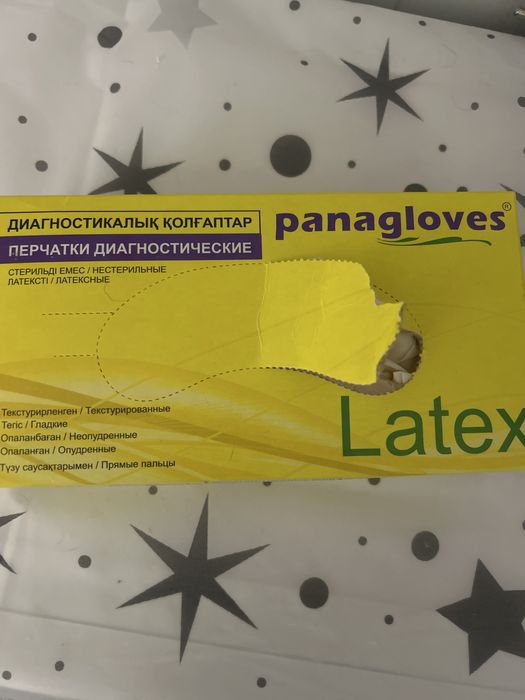 ДИАГНОСТИКАЛЫҚ ҚОЛҒАПТАР
ПЕРЧАТКИ ДИАГНОСТИЧЕСКИЕ
СТЕРИЛЬДІ ЕМЕС / НЕСТЕРИЛЬНЫЕ
ЛАТЕКСТІ / ЛАТЕКСНЫЕ
panagloves®
Текстурирленген / Текстурированные
Тегіс / Гладкие
Опаланбаған / Неопудренные
Опаланған / Опудренные
Түзу саусақтарымен / Прямые пальцы
Latex